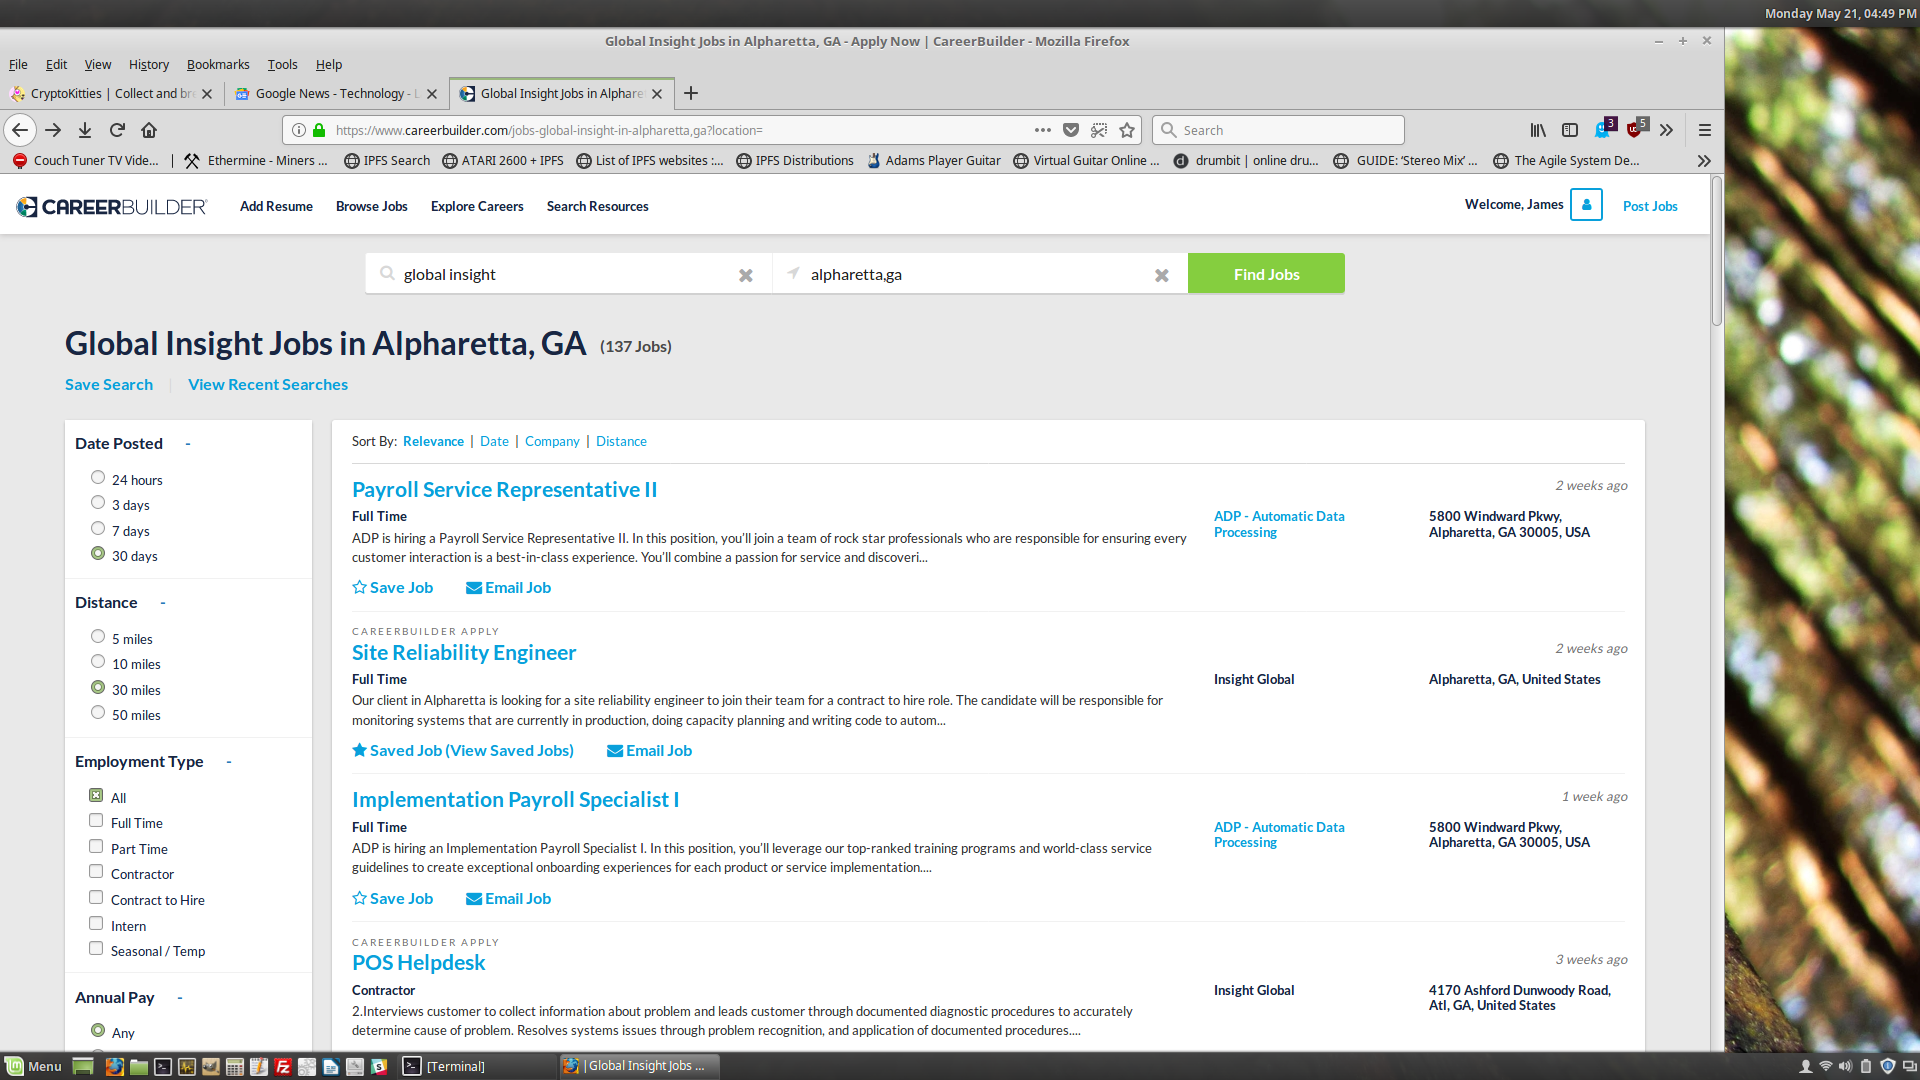 Monday May 21, 04:49 PM
Global Insight Jobs in Alpharetta, GA - Apply Now | CareerBuilder - Mozilla Firefox
File Edit View History Bookmarks Tools Help
CryptoKitties | Collect and br
Google News - Technology - L
Global Insight Jobs in Alphare
https://www.careerbuilder.com/jobs-global-insight-in-alpharetta,ga?location=
Search
3
5
Couch Tuner TV Vide... | Ethermine - Miners ... IPFS Search ATARI 2600 + IPFS List of IPFS websites :... IPFS Distributions Adams Player Guitar Virtual Guitar Online ... drumbit | online dru... GUIDE: ‘Stereo Mix’ ... The Agile System De...
CAREERBUILDER
Add Resume Browse Jobs Explore Careers Search Resources
Welcome, James
Post Jobs
global insight
alpharetta,ga
Find Jobs
Global Insight Jobs in Alpharetta, GA (137 Jobs)
Save Search | View Recent Searches
Date Posted -
24 hours
3 days
7 days
30 days
Distance -
5 miles
10 miles
30 miles
50 miles
Employment Type -
All
Full Time
Part Time
Contractor
Contract to Hire
Intern
Seasonal / Temp
Annual Pay -
Any
Sort By: Relevance | Date | Company | Distance
Payroll Service Representative II
2 weeks ago
Full Time
ADP is hiring a Payroll Service Representative II. In this position, you’ll join a team of rock star professionals who are responsible for ensuring every
customer interaction is a best-in-class experience. You’ll combine a passion for service and discoveri...
ADP - Automatic Data
Processing
5800 Windward Pkwy,
Alpharetta, GA 30005, USA
Save Job Email Job
CAREERBUILDER APPLY
Site Reliability Engineer
2 weeks ago
Full Time
Our client in Alpharetta is looking for a site reliability engineer to join their team for a contract to hire role. The candidate will be responsible for
monitoring systems that are currently in production, doing capacity planning and writing code to autom...
Insight Global
Alpharetta, GA, United States
Saved Job (View Saved Jobs) Email Job
Implementation Payroll Specialist I
1 week ago
Full Time
ADP is hiring an Implementation Payroll Specialist I. In this position, you’ll leverage our top-ranked training programs and world-class service
guidelines to create exceptional onboarding experiences for each product or service implementation....
ADP - Automatic Data
Processing
5800 Windward Pkwy,
Alpharetta, GA 30005, USA
Save Job Email Job
CAREERBUILDER APPLY
POS Helpdesk
3 weeks ago
Contractor
2.Interviews customer to collect information about problem and leads customer through documented diagnostic procedures to accurately
determine cause of problem. Resolves systems issues through problem recognition, and application of documented procedures....
Insight Global
4170 Ashford Dunwoody Road,
Atl, GA, United States
Menu
[Terminal]
Global Insight Jobs ...